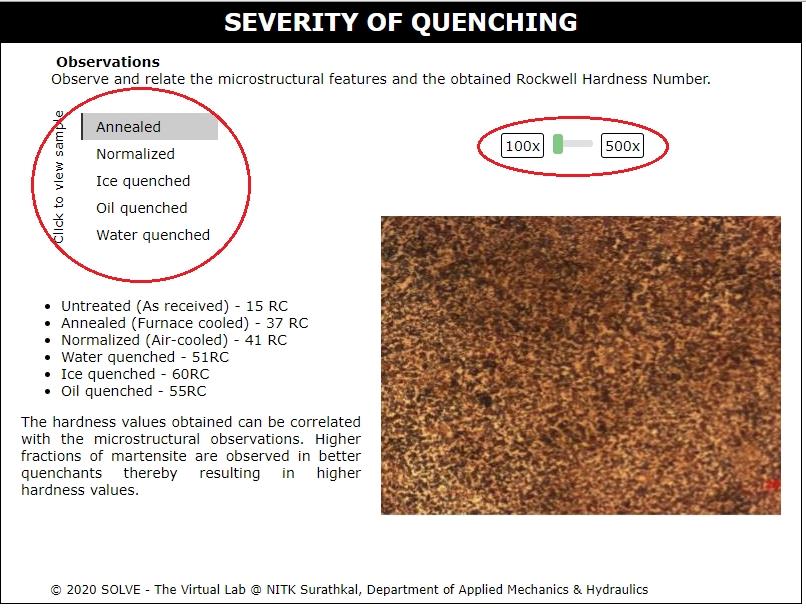 SEVERITY OF QUENCHING
Observations
Observe and relate the microstructural features and the obtained Rockwell Hardness Number.
Click to view sample
Annealed
Normalized
Ice quenched
Oil quenched
Water quenched
100x
500x
Untreated (As received) - 15 RC
Annealed (Furnace cooled) - 37 RC
Normalized (Air-cooled) - 41 RC
Water quenched - 51RC
Ice quenched - 60RC
Oil quenched - 55RC
The hardness values obtained can be correlated
with the microstructural observations. Higher
fractions of martensite are observed in better
quenchants thereby resulting in higher
hardness values.
© 2020 SOLVE - The Virtual Lab @ NITK Surathkal, Department of Applied Mechanics & Hydraulics